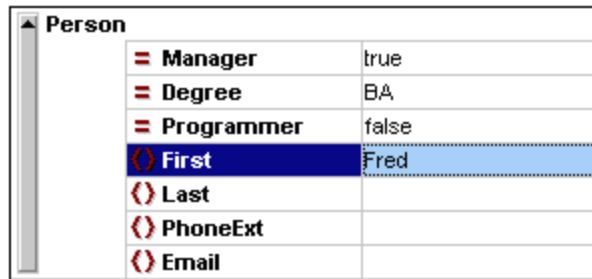 Person
= Manager true
= Degree BA
= Programmer false
() First Fred
() Last
() PhoneExt
() Email